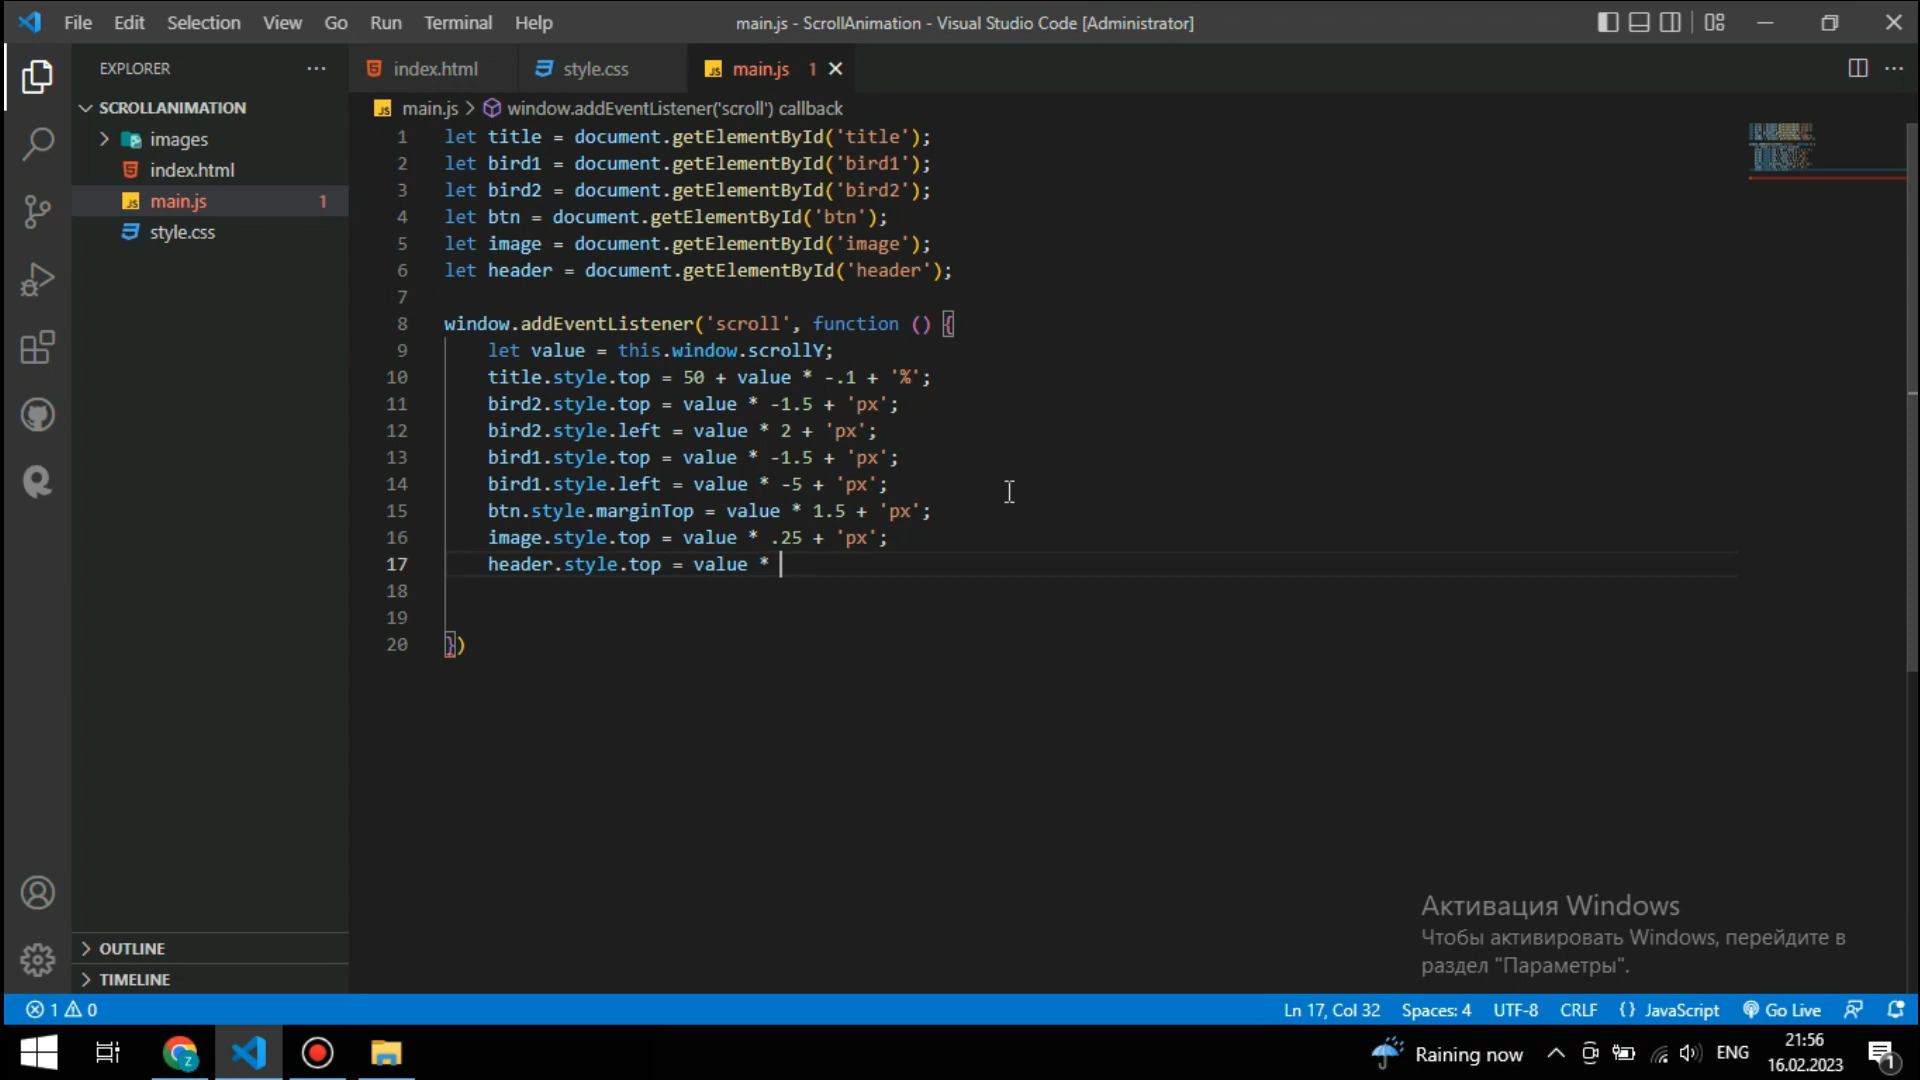 File Edit Selection View Go Run Terminal Help
main.js - ScrollAnimation - Visual Studio Code [Administrator]
EXPLORER
index.html
style.css
main.js 1
SCROLLANIMATION
images
index.html
main.js 1
style.css
main.js > window.addEventListener('scroll') callback
1 let title = document.getElementById('title');
2 let bird1 = document.getElementById('bird1');
3 let bird2 = document.getElementById('bird2');
4 let btn = document.getElementById('btn');
5 let image = document.getElementById('image');
6 let header = document.getElementById('header');
7
8 window.addEventListener('scroll', function () {
9 let value = this.window.scrollY;
10 title.style.top = 50 + value * -.1 + '%';
11 bird2.style.top = value * -1.5 + 'px';
12 bird2.style.left = value * 2 + 'px';
13 bird1.style.top = value * -1.5 + 'px';
14 bird1.style.left = value * -5 + 'px';
15 btn.style.marginTop = value * 1.5 + 'px';
16 image.style.top = value * .25 + 'px';
17 header.style.top = value *
18
19
20 })
OUTLINE
TIMELINE
Активация Windows
Чтобы активировать Windows, перейдите в
раздел "Параметры".
1 0
Ln 17, Col 32 Spaces: 4 UTF-8 CRLF {} JavaScript Go Live
Raining now
ENG
21:56
16.02.2023
1